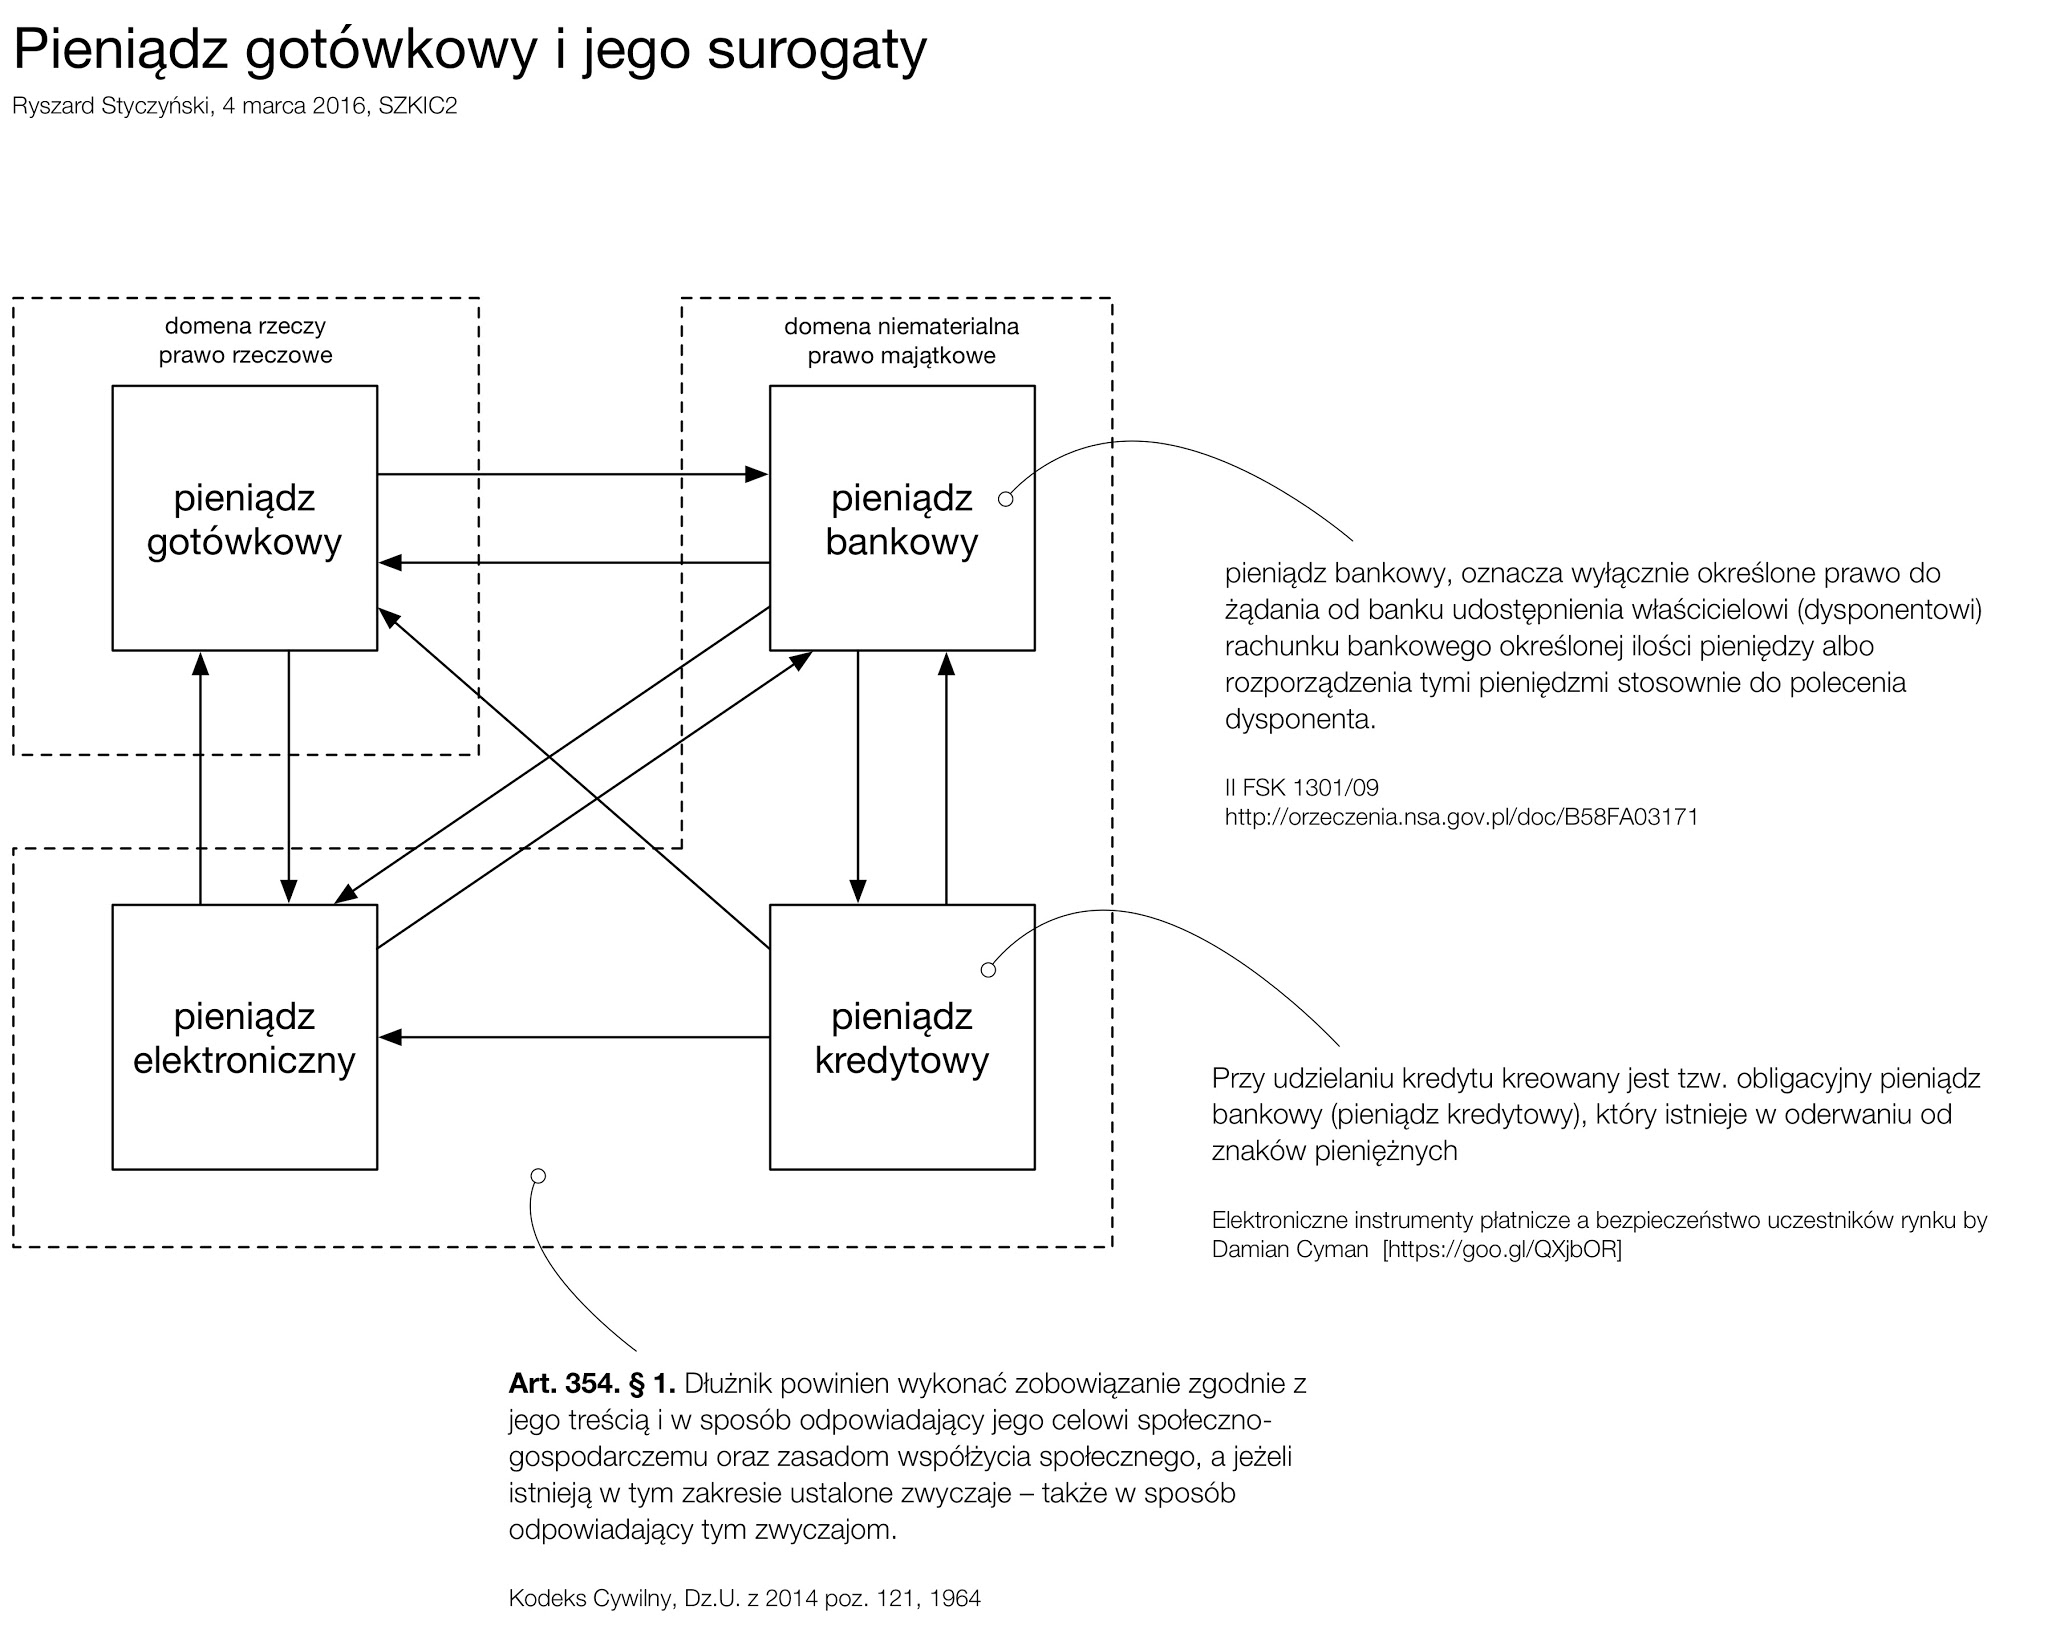 Pieniądz gotówkowy i jego surogaty
Ryszard Styczyński, 4 marca 2016, SZKIC2
domena rzeczy
prawo rzeczowe
domena niematerialna
prawo majątkowe
pieniądz
gotówkowy
pieniądz
bankowy
pieniądz bankowy, oznacza wyłącznie określone prawo do
żądania od banku udostępnienia właścicielowi (dysponentowi)
rachunku bankowego określonej ilości pieniędzy albo
rozporządzenia tymi pieniędzmi stosownie do polecenia
dysponenta.
II FSK 1301/09
http://orzeczenia.nsa.gov.pl/doc/B58FA03171
pieniądz
elektroniczny
pieniądz
kredytowy
Przy udzielaniu kredytu kreowany jest tzw. obligacyjny pieniądz
bankowy (pieniądz kredytowy), który istnieje w oderwaniu od
znaków pieniężnych
Elektroniczne instrumenty płatnicze a bezpieczeństwo uczestników rynku by
Damian Cyman [https://goo.gl/QXjbOR]
Art. 354. § 1. Dłużnik powinien wykonać zobowiązanie zgodnie z
jego treścią i w sposób odpowiadający jego celowi społeczno-
gospodarczemu oraz zasadom współżycia społecznego, a jeżeli
istnieją w tym zakresie ustalone zwyczaje – także w sposób
odpowiadający tym zwyczajom.
Kodeks Cywilny, Dz.U. z 2014 poz. 121, 1964